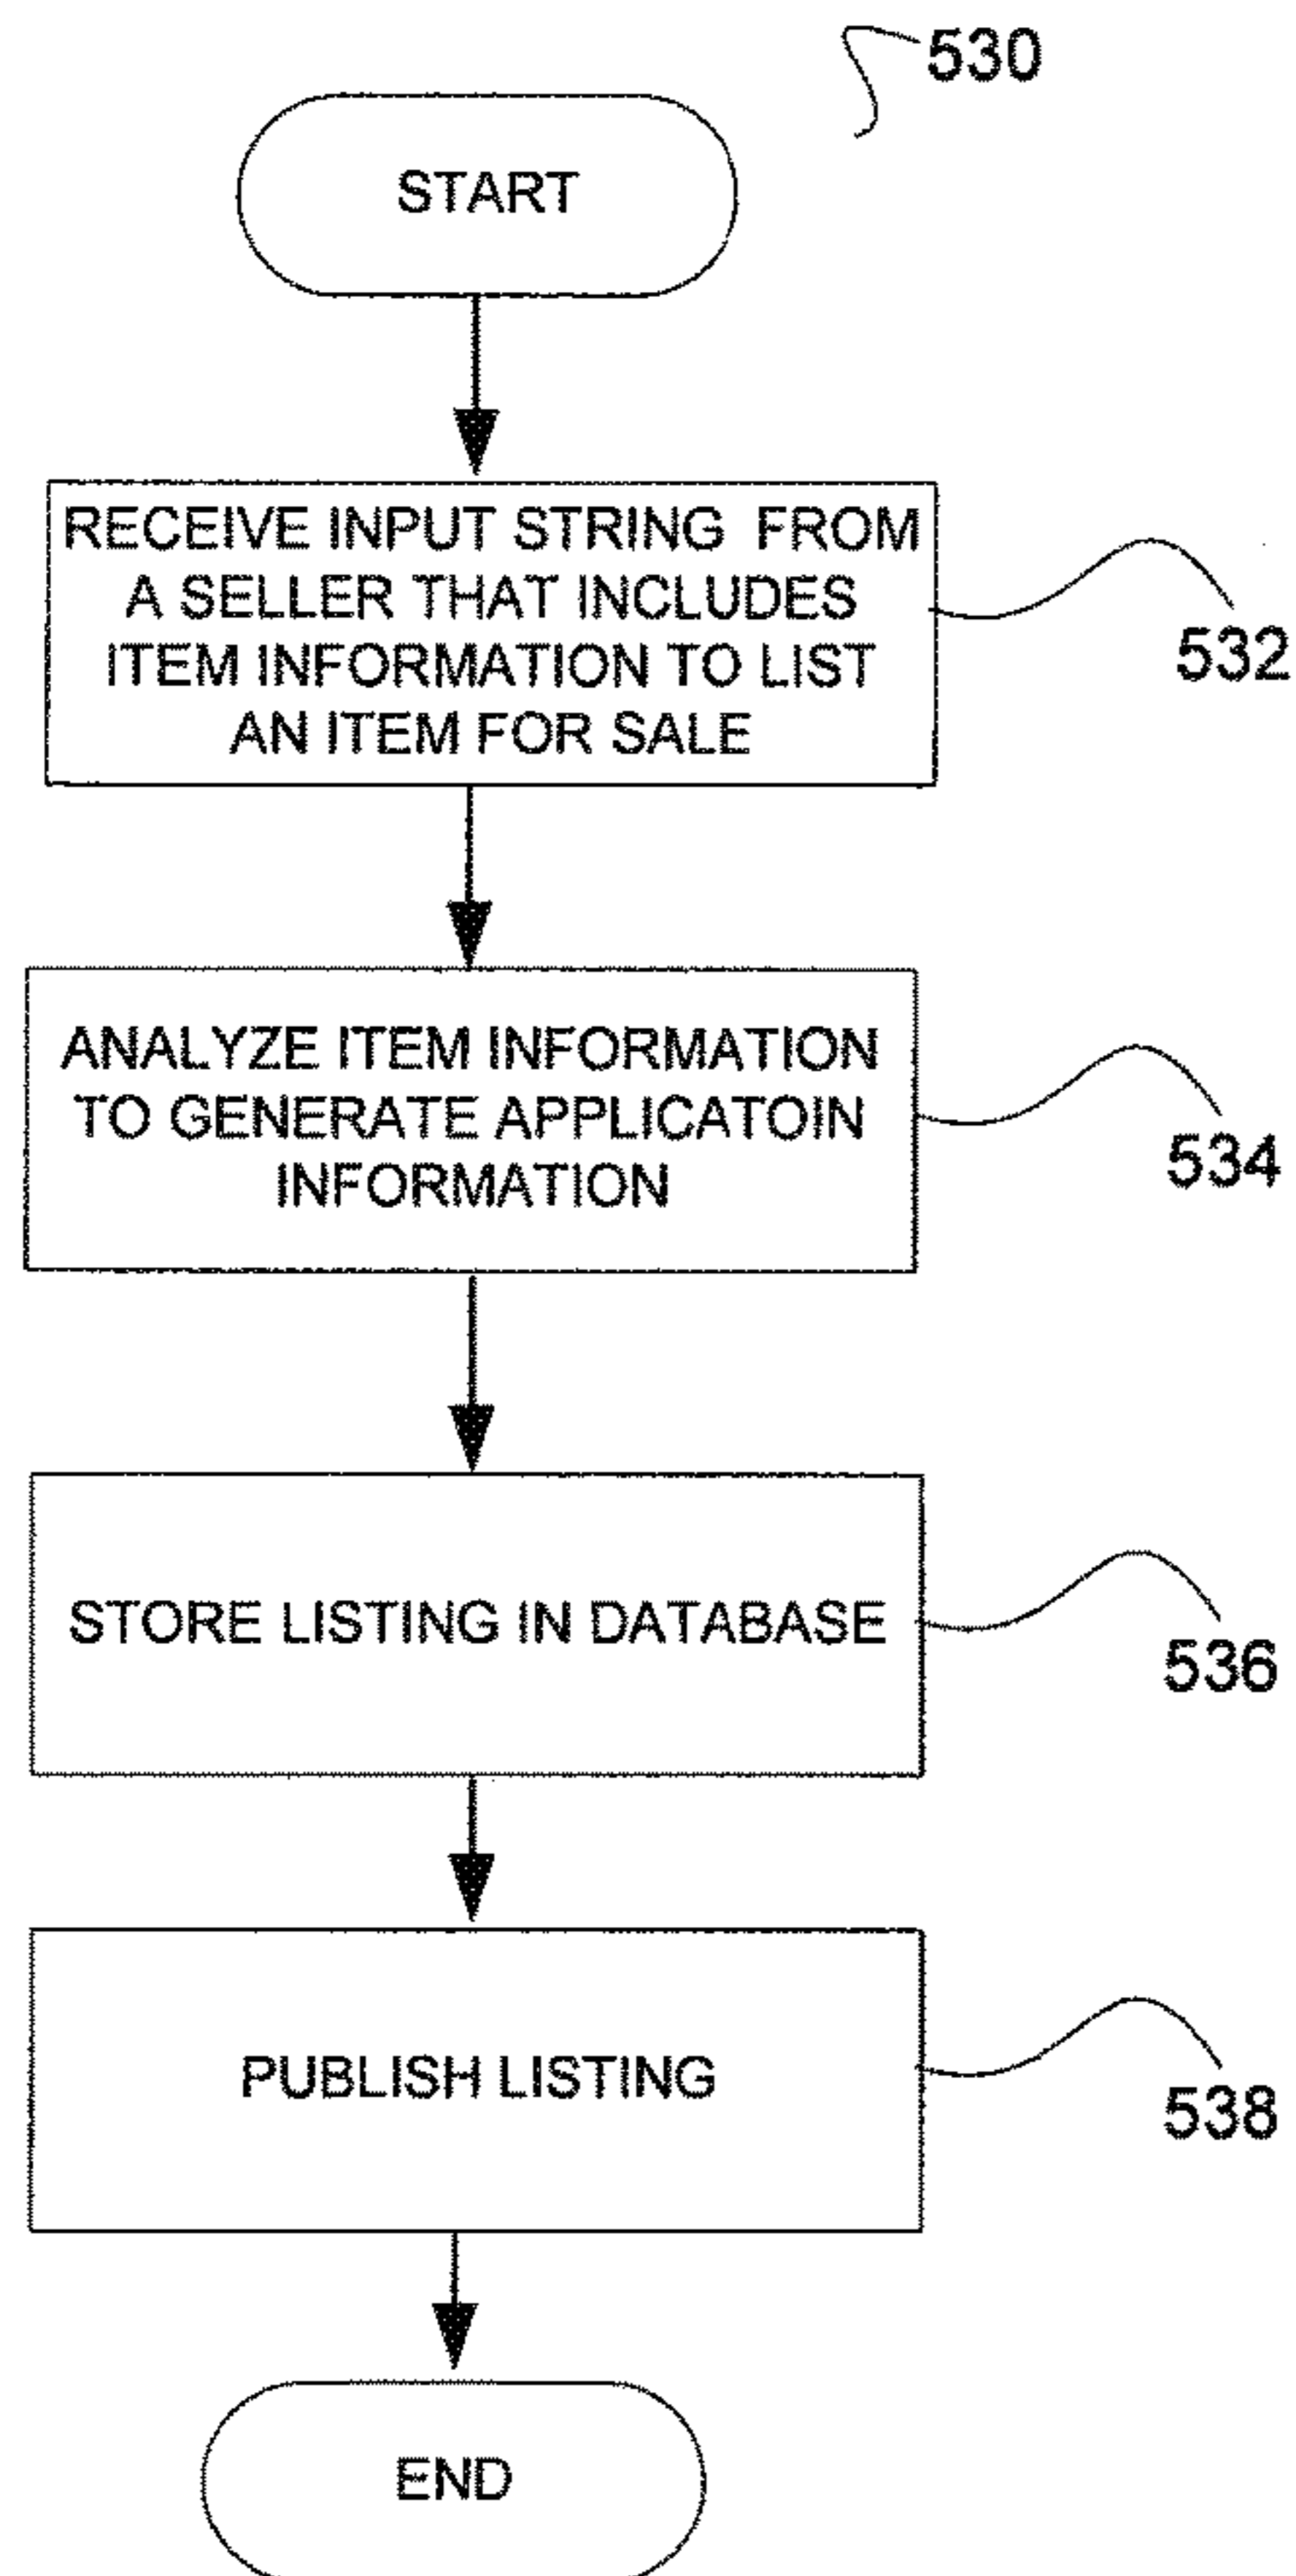 530
START
RECEIVE INPUT STRING FROM
A SELLER THAT INCLUDES
ITEM INFORMATION TO LIST
AN ITEM FOR SALE
532
ANALYZE ITEM INFORMATION
TO GENERATE APPLICATOIN
INFORMATION
534
STORE LISTING IN DATABASE
536
PUBLISH LISTING
538
END